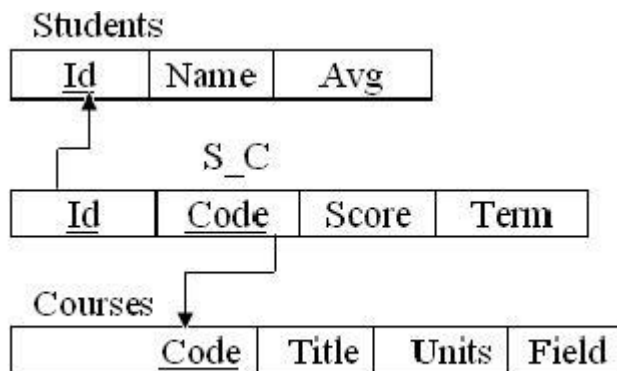 Students
Id Name Avg
S_C
Id Code Score Term
Courses
Code Title Units Field